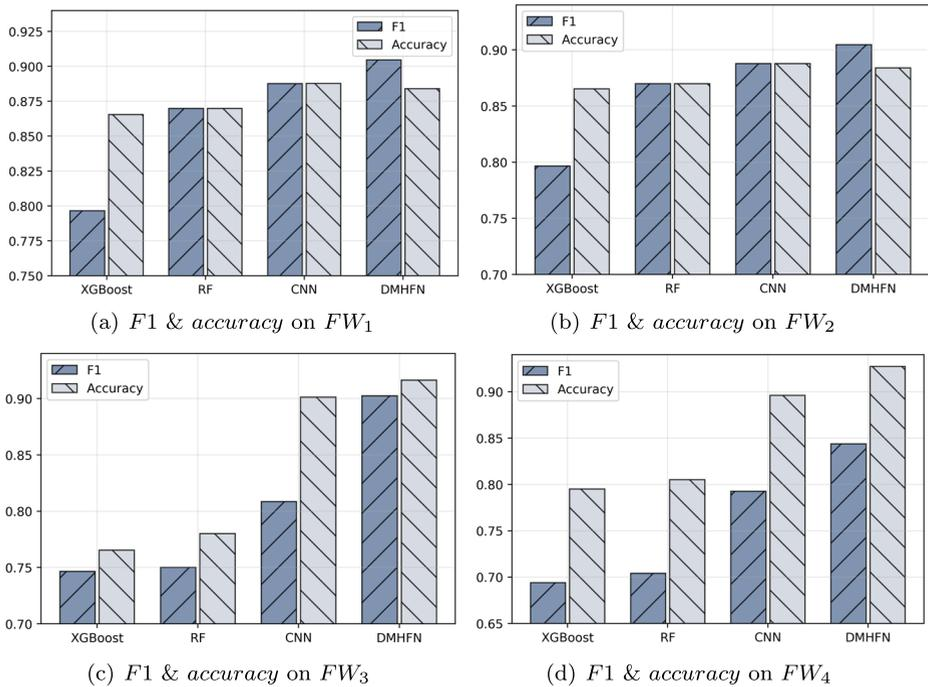 0.925
0.900
0.875
0.850
0.825
0.800
0.775
0.750
F1
Accuracy
XGBoost RF CNN DMHFN
(a) F1 & accuracy on FW1
0.90
0.85
0.80
0.75
0.70
F1
Accuracy
XGBoost RF CNN DMHFN
(b) F1 & accuracy on FW2
0.90
0.85
0.80
0.75
0.70
F1
Accuracy
XGBoost RF CNN DMHFN
(c) F1 & accuracy on FW3
0.90
0.85
0.80
0.75
0.70
0.65
F1
Accuracy
XGBoost RF CNN DMHFN
(d) F1 & accuracy on FW4